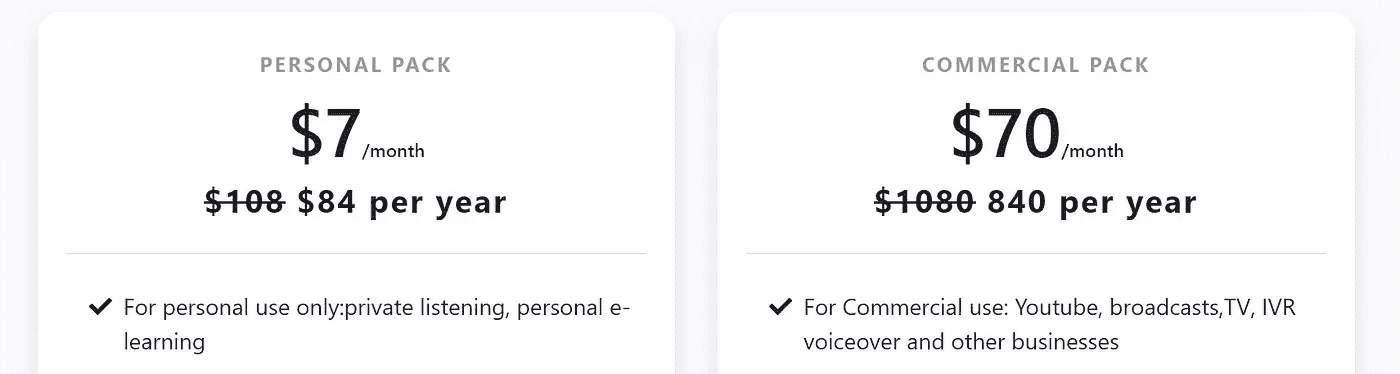 PERSONAL PACK
$7/month
$108 $84 per year
For personal use only:private listening, personal e-
learning
COMMERCIAL PACK
$70/month
$1080 840 per year
For Commercial use: Youtube, broadcasts,TV, IVR
voiceover and other businesses